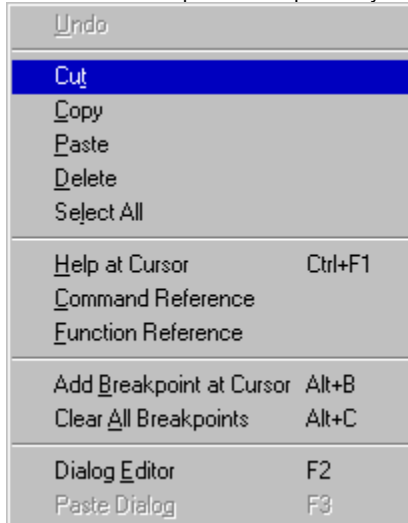 Undo
Cut
Copy
Paste
Delete
Select All
Help at Cursor Ctrl+F1
Command Reference
Function Reference
Add Breakpoint at Cursor Alt+B
Clear All Breakpoints Alt+C
Dialog Editor F2
Paste Dialog F3